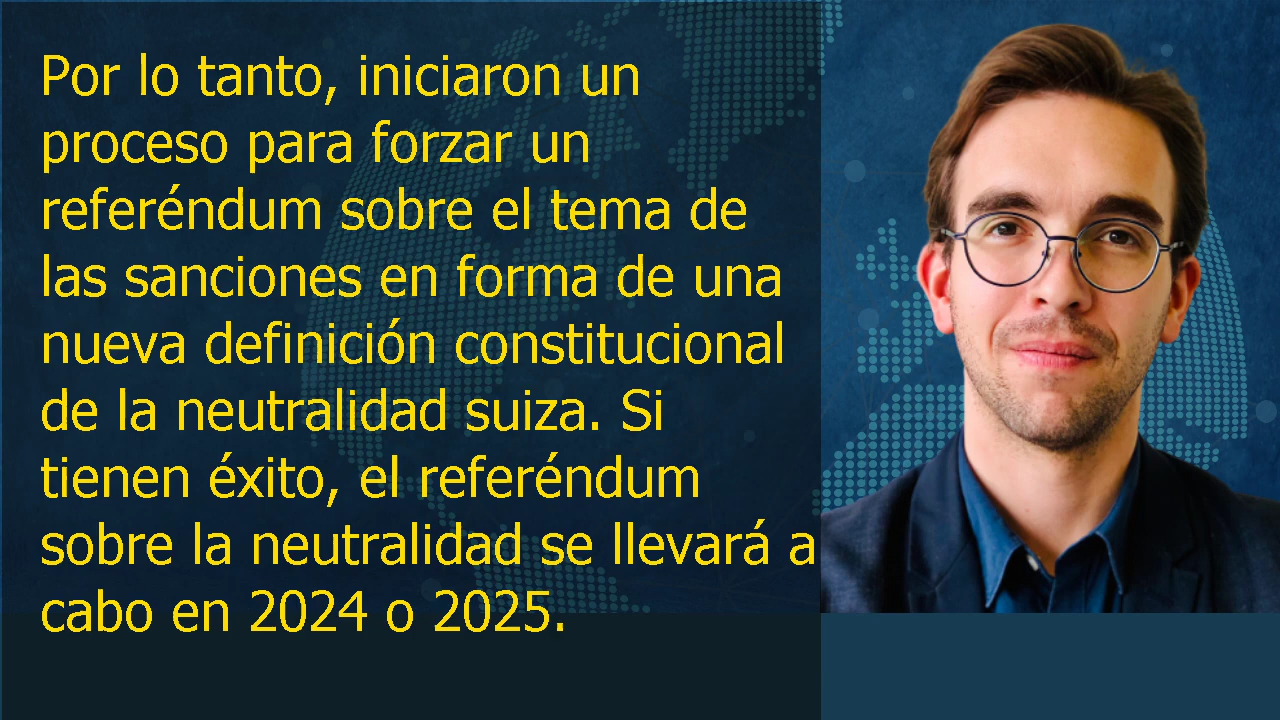 Por lo tanto, iniciaron un
proceso para forzar un
referéndum sobre el tema de
las sanciones en forma de una
nueva definición constitucional
de la neutralidad suiza. Si
tienen éxito, el referéndum
sobre la neutralidad se llevará a
cabo en 2024 o 2025.